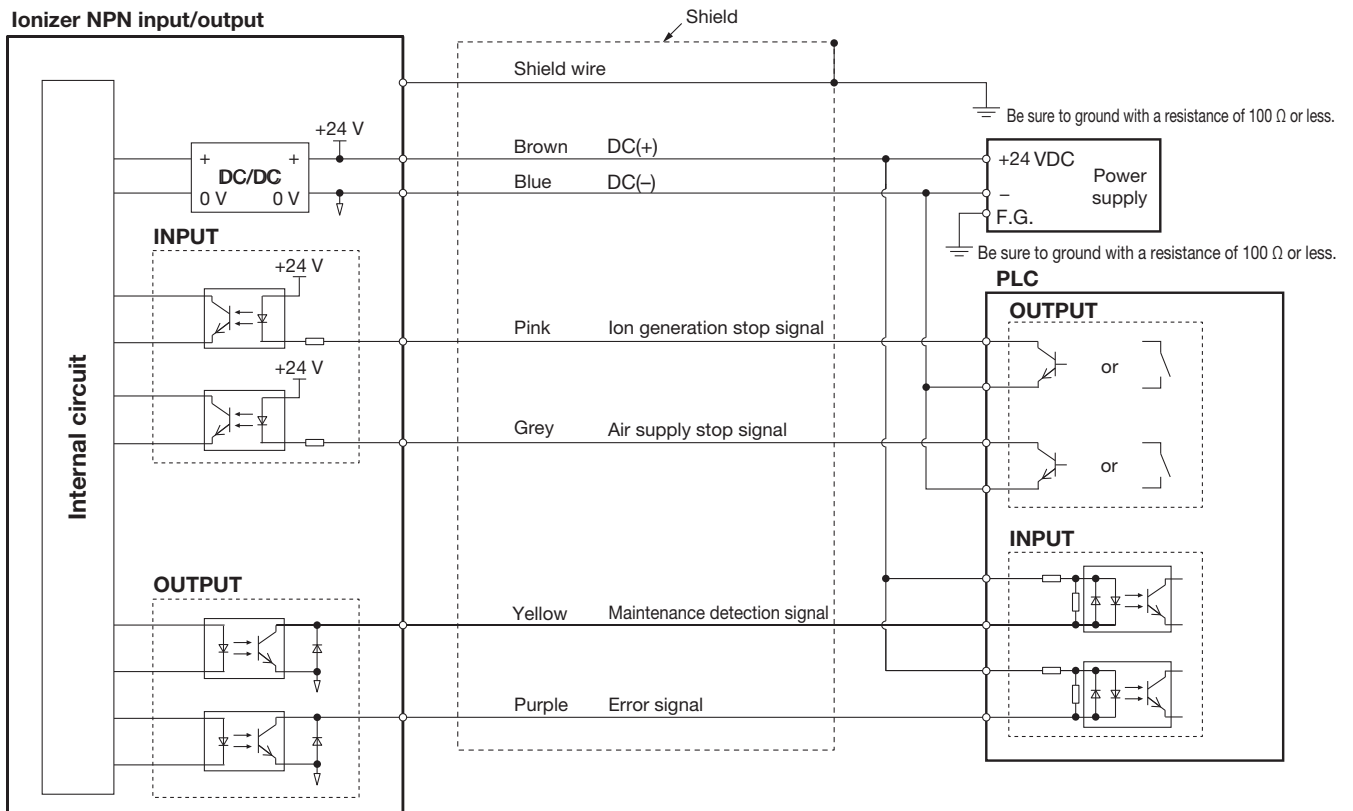 Ionizer NPN input/output
Shield
Shield wire
Be sure to ground with a resistance of 100 Ω or less.
+24 V
Brown DC(+)
Blue DC(–)
+ +
DC/DC
0 V 0 V
+24 VDC
–
F.G.
Power
supply
Be sure to ground with a resistance of 100 Ω or less.
INPUT
+24 V
Pink Ion generation stop signal
+24 V
Grey Air supply stop signal
Internal circuit
PLC
OUTPUT
or
or
INPUT
OUTPUT
Yellow Maintenance detection signal
Purple Error signal